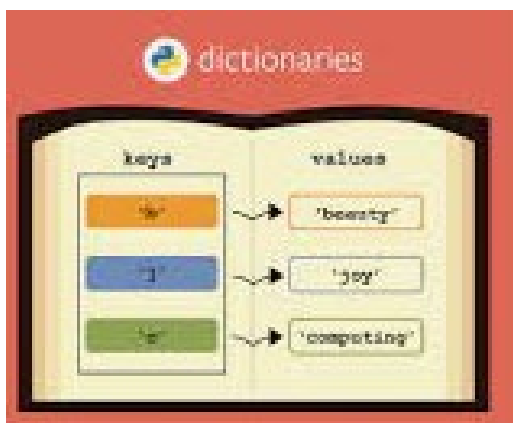 dictionaries
keys values
'beauty'
'joy'
'computing'